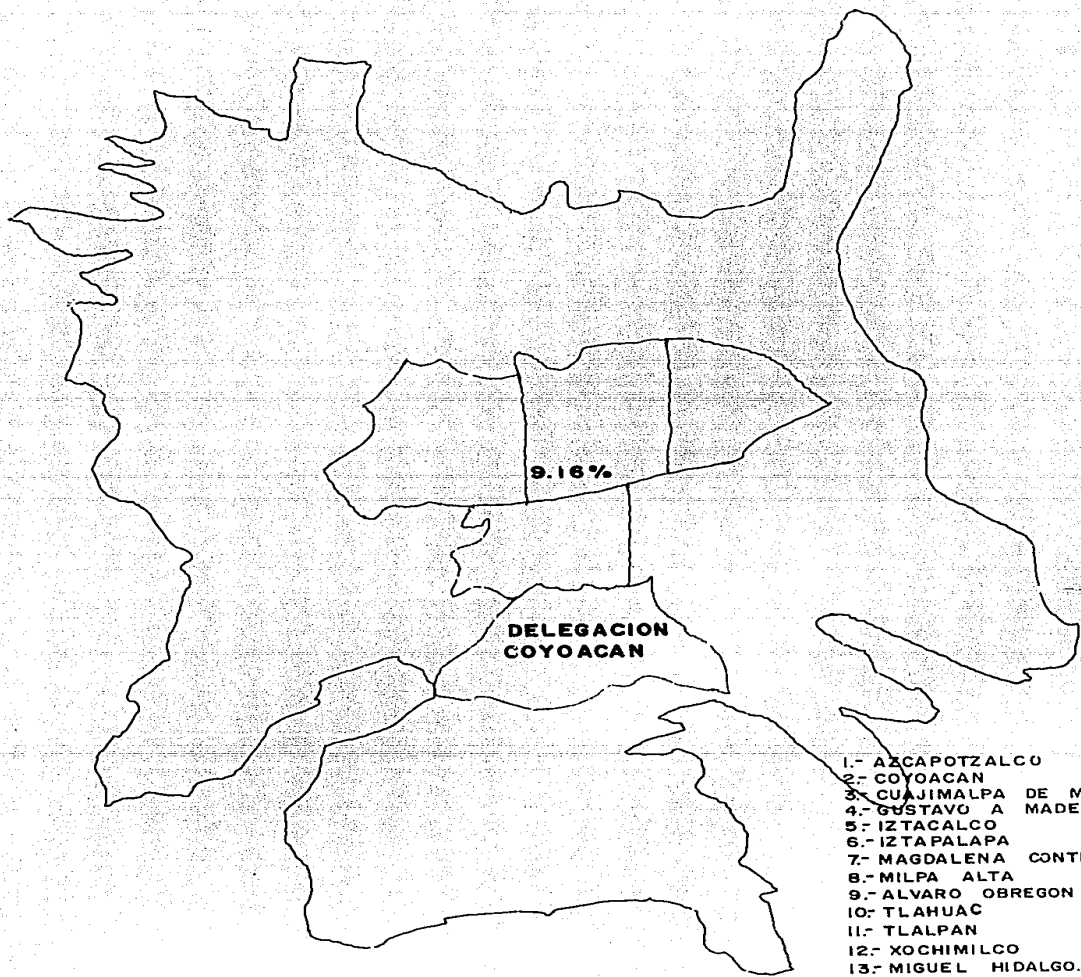 9.16%
DELEGACION
COYOACAN
1.- AZCAPOTZALCO
2.- COYOACAN
3.- CUAJIMALPA DE M
4.- GUSTAVO A MADE
5.- IZTACALCO
6.- IZTAPALAPA
7.- MAGDALENA CONT
8.- MILPA ALTA
9.- ALVARO OBREGON
10.- TLAHUAC
11.- TLALPAN
12.- XOCHIMILCO
13.- MIGUEL HIDALGO.